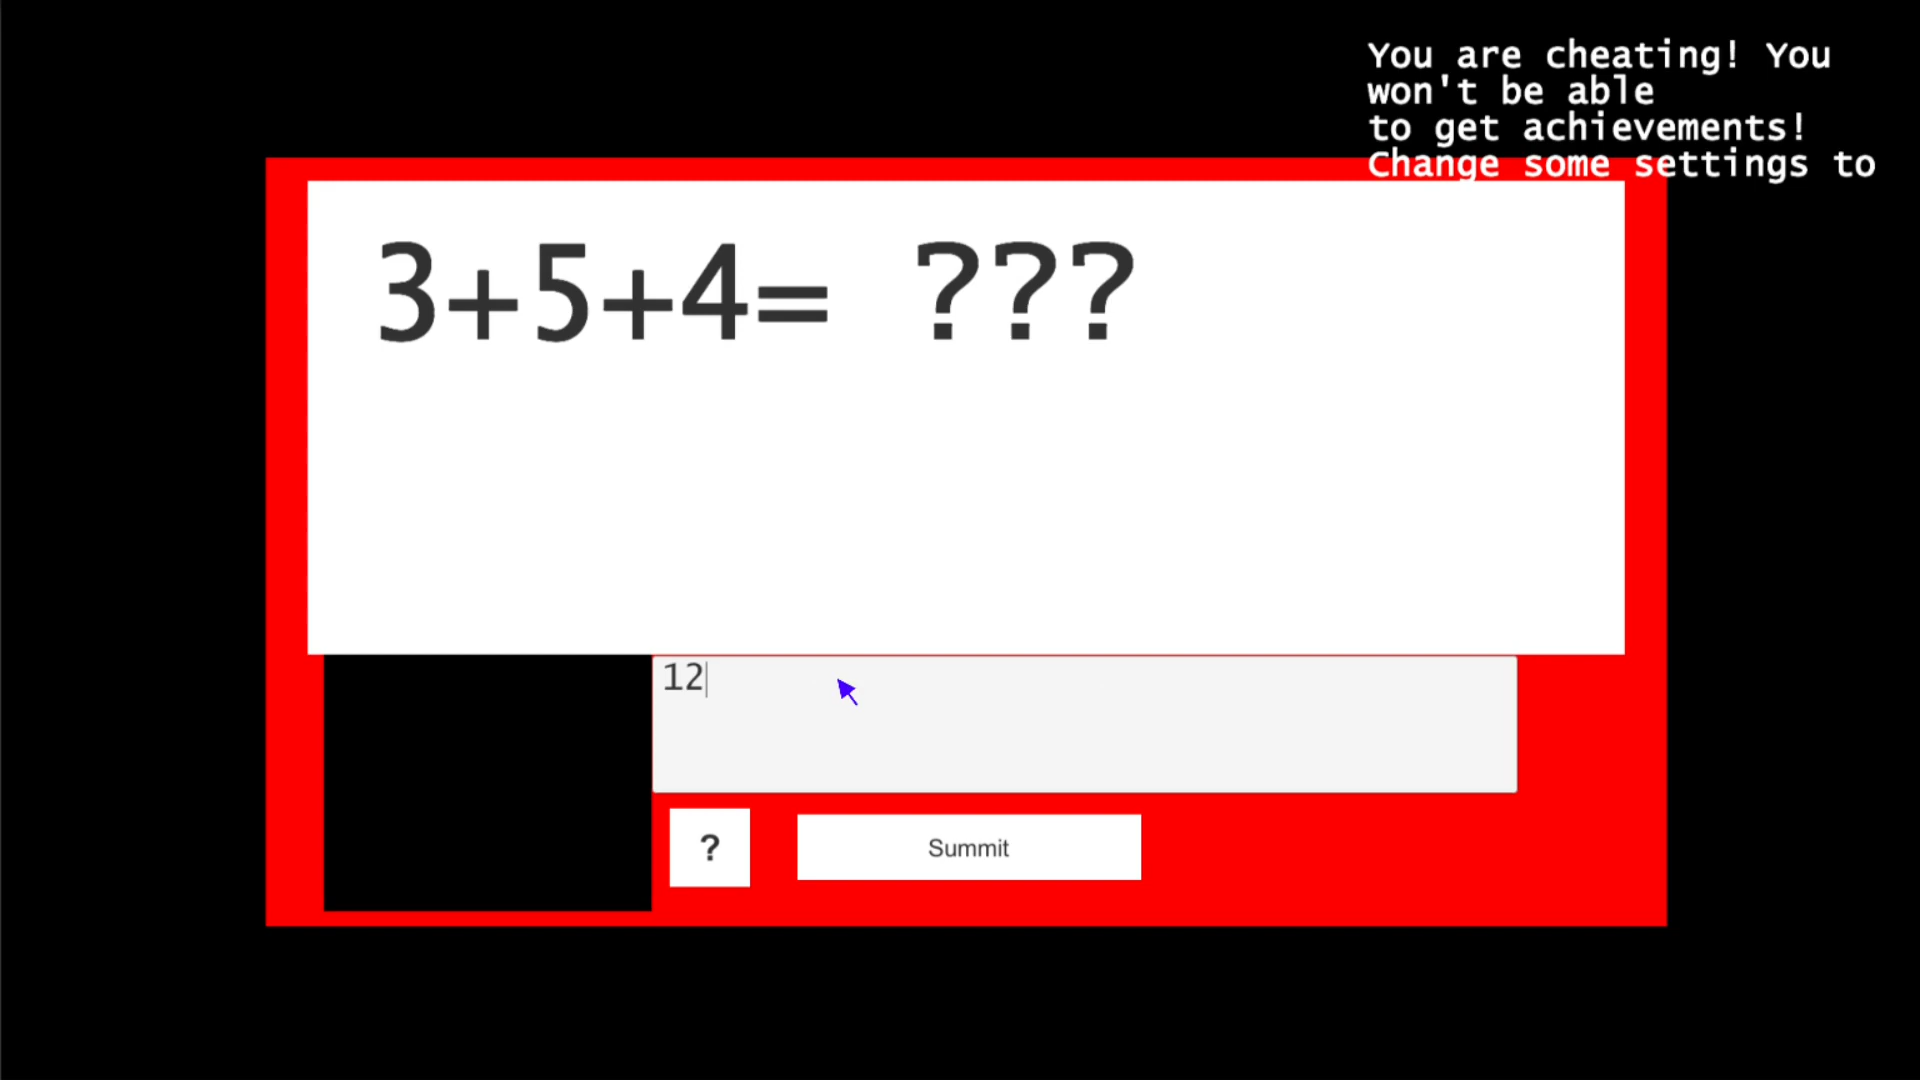 You are cheating! You
won't be able
to get achievements!
Change some settings to
3+5+4= ???
12
?
Summit